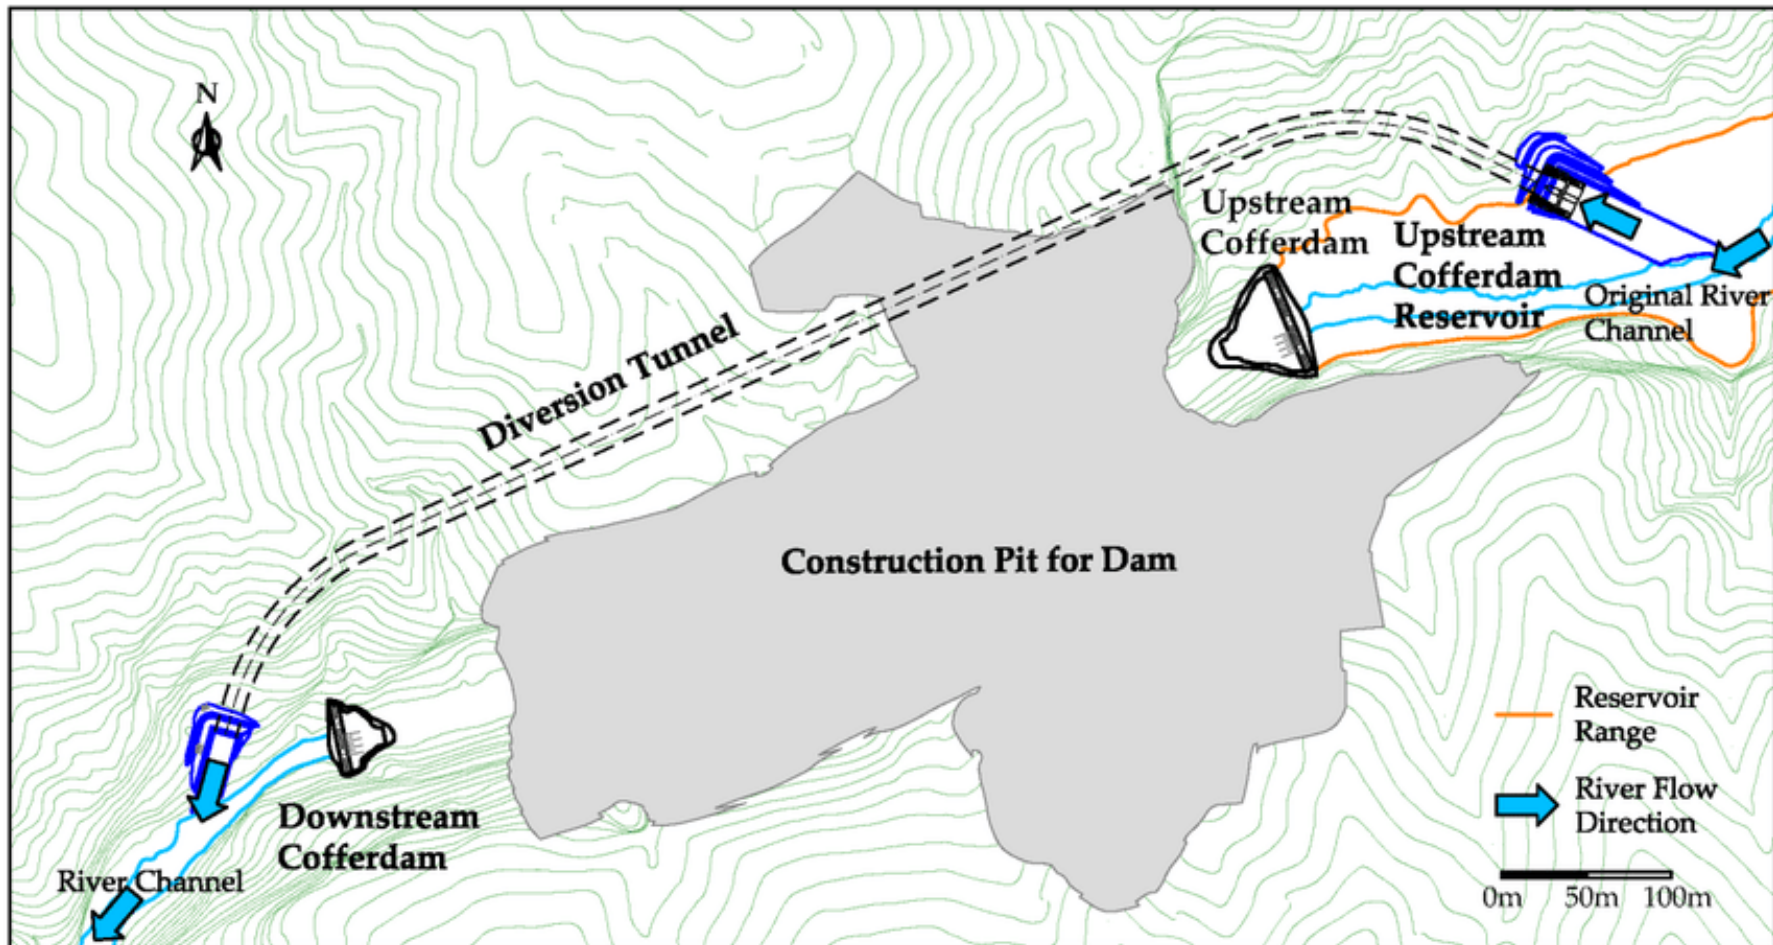 N
Upstream
Cofferdam
Upstream
Cofferdam
Reservoir
Original River
Channel
Diversion Tunnel
Construction Pit for Dam
Downstream
Cofferdam
River Channel
Reservoir
Range
River Flow
Direction
0m 50m 100m